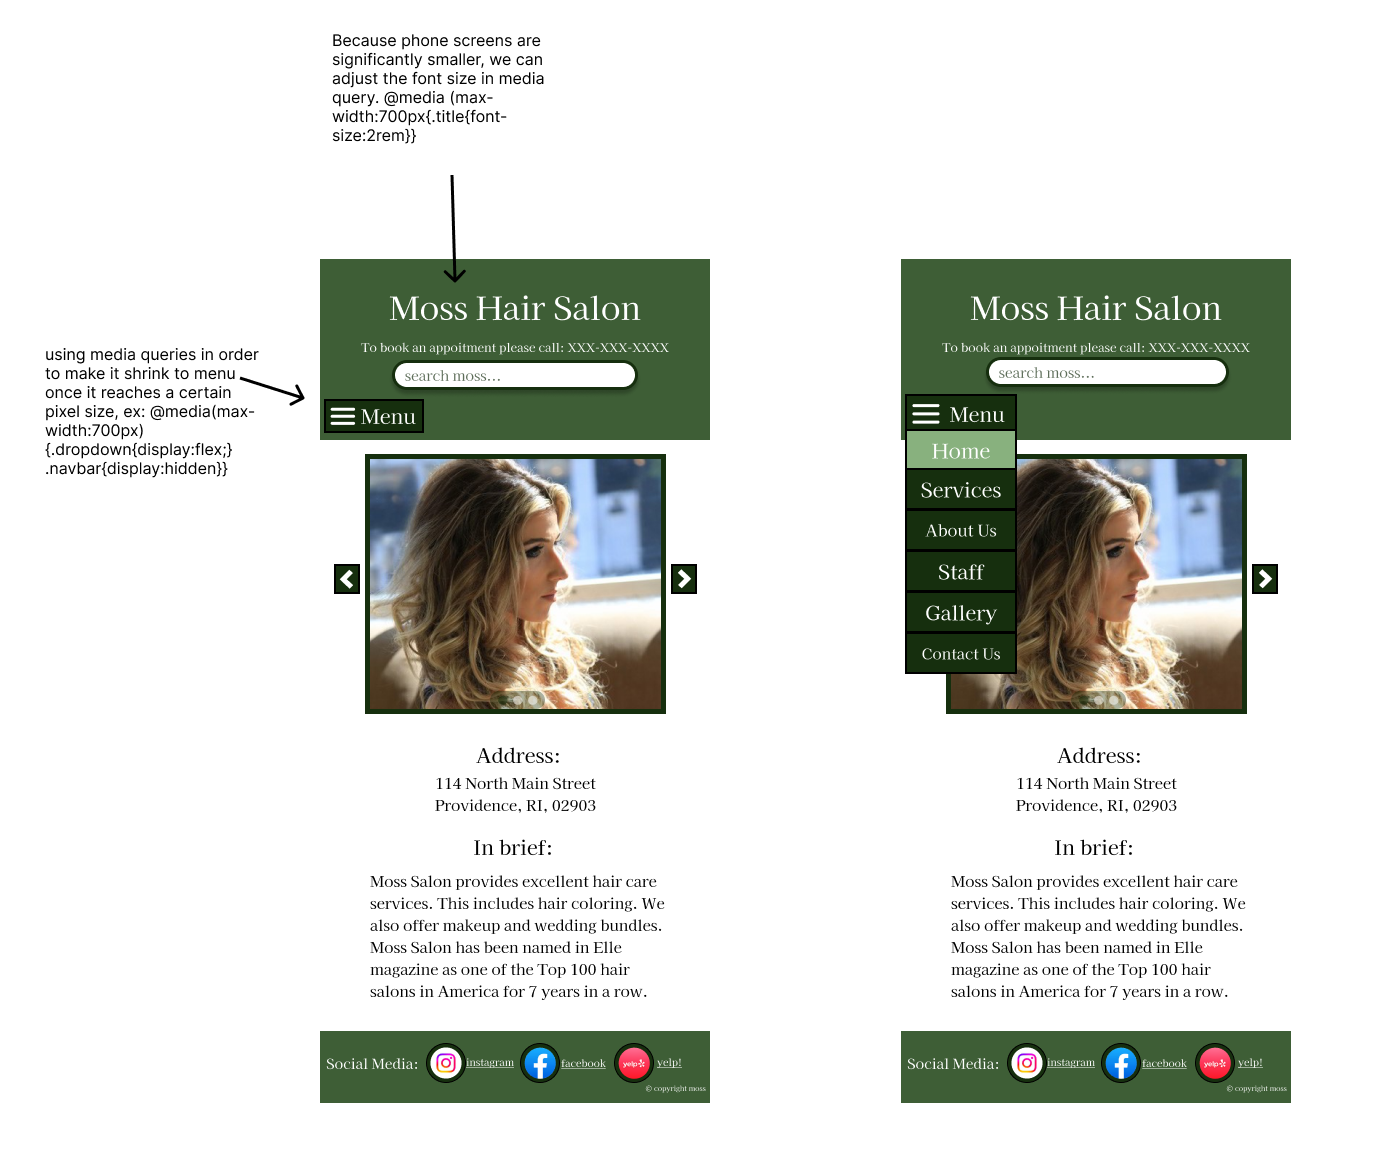 Because phone screens are
significantly smaller, we can
adjust the font size in media
query. @media (max-
width:700px{.title{font-
size:2rem}}
using media queries in order
to make it shrink to menu
once it reaches a certain
pixel size, ex: @media(max-
width:700px)
{.dropdown{display:flex;}
.navbar{display:hidden}}
Moss Hair Salon
To book an appoitment please call: XXX-XXX-XXXX
search moss...
Menu
Address:
114 North Main Street
Providence, RI, 02903
In brief:
Moss Salon provides excellent hair care
services. This includes hair coloring. We
also offer makeup and wedding bundles.
Moss Salon has been named in Elle
magazine as one of the Top 100 hair
salons in America for 7 years in a row.
Social Media:
instagram
facebook
yelp
yelp!
© copyright moss
Moss Hair Salon
To book an appoitment please call: XXX-XXX-XXXX
search moss...
Menu
Home
Services
About Us
Staff
Gallery
Contact Us
Address:
114 North Main Street
Providence, RI, 02903
In brief:
Moss Salon provides excellent hair care
services. This includes hair coloring. We
also offer makeup and wedding bundles.
Moss Salon has been named in Elle
magazine as one of the Top 100 hair
salons in America for 7 years in a row.
Social Media:
instagram
facebook
yelp
yelp!
© copyright moss